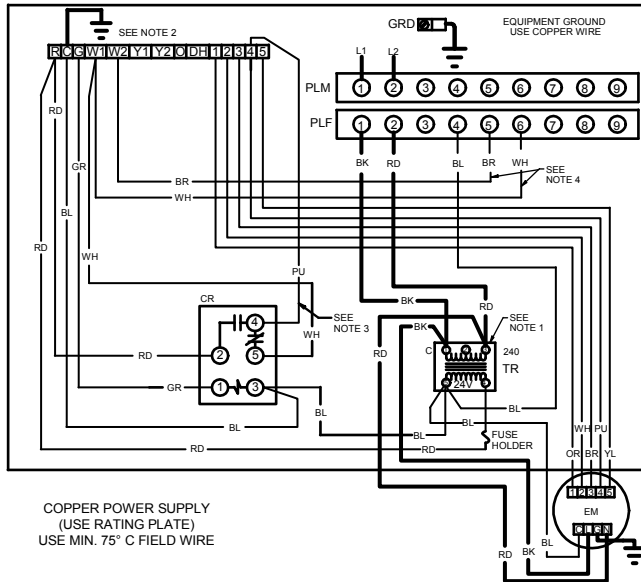 GRD
EQUIPMENT GROUND
USE COPPER WIRE
SEE NOTE 2
R C G W1 W2 Y1 Y2 O DH 1 2 3 4 5
L1 L2
PLM 1 2 3 4 5 6 7 8 9
PLF 1 2 3 4 5 6 7 8 9
BK RD BL BR WH
SEE
NOTE 4
RD
GR
BL
RD
WH
BR
WH
PU
CR
4
2 5
1 3
SEE
NOTE 3
WH
RD
GR
BL
RD
BL
BK
RD
BK
RD
SEE
NOTE 1
C
240
TR
24V
BL
BL
BL
RD
FUSE
HOLDER
OR WH BR PU YL
1 2 3 4 5
EM
C L G N
BL
RD
BK
COPPER POWER SUPPLY
(USE RATING PLATE)
USE MIN. 75° C FIELD WIRE